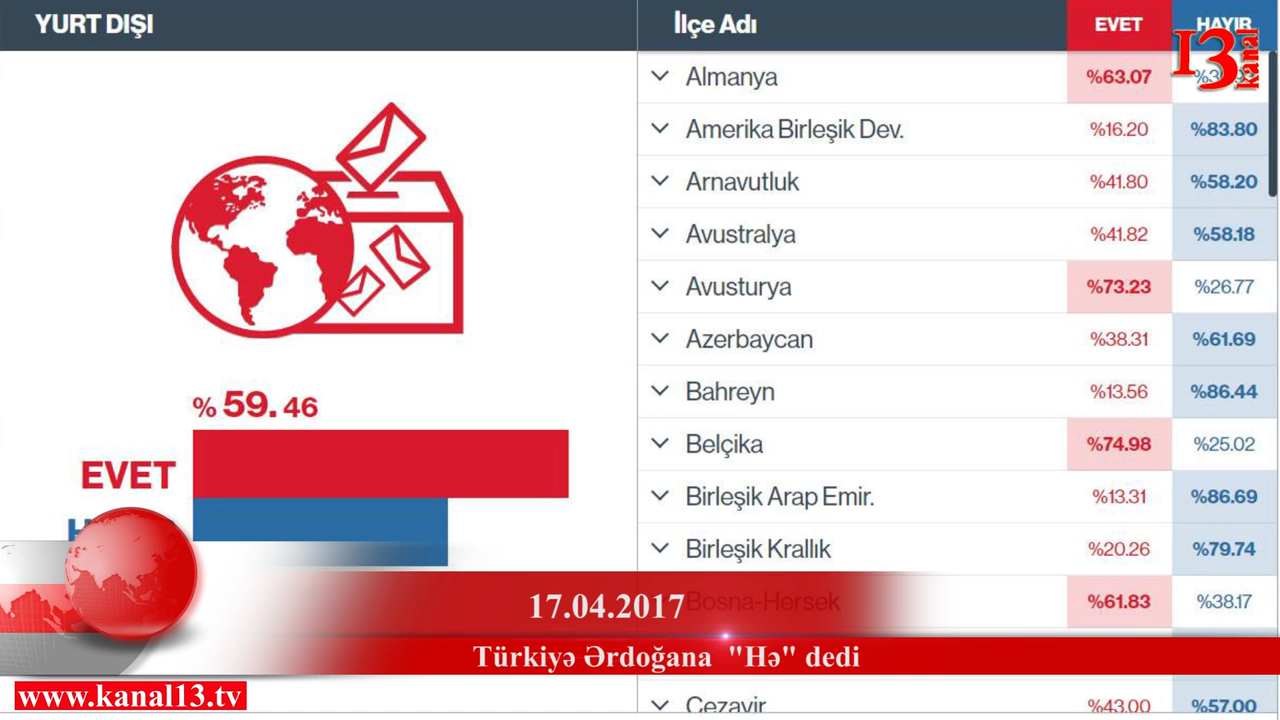 YURT DIŞI
İlçe Adı EVET HAYIR
Almanya %63.07
Amerika Birleşik Dev. %16.20 %83.80
Arnavutluk %41.80 %58.20
Avustralya %41.82 %58.18
Avusturya %73.23 %26.77
Azerbaycan %38.31 %61.69
Bahreyn %13.56 %86.44
Belçika %74.98 %25.02
Birleşik Arap Emir. %13.31 %86.69
Birleşik Krallık %20.26 %79.74
Bosna-Hersek %61.83 %38.17
Cezayir %43.00 %57.00
% 59.46
EVET
13 kanal
17.04.2017
Türkiyə Ərdoğana "Hə" dedi
www.kanal13.tv